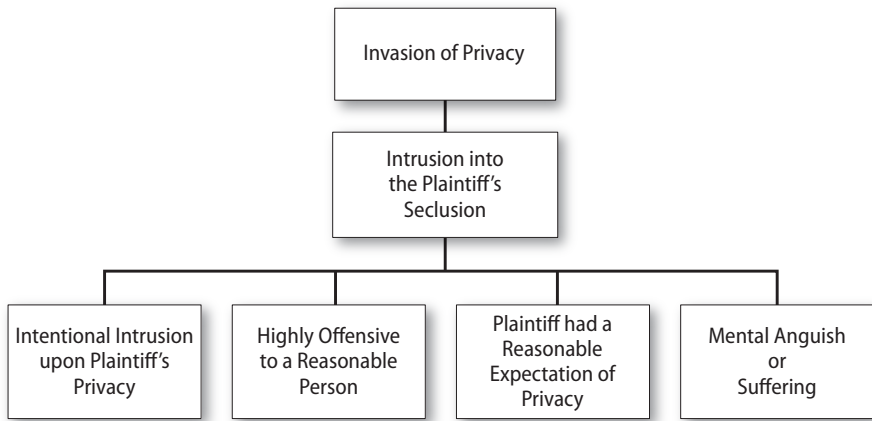 Invasion of Privacy
Intrusion into
the Plaintiff’s
Seclusion
Intentional Intrusion
upon Plaintiff’s
Privacy
Highly Offensive
to a Reasonable
Person
Plaintiff had a
Reasonable
Expectation of
Privacy
Mental Anguish
or
Suffering